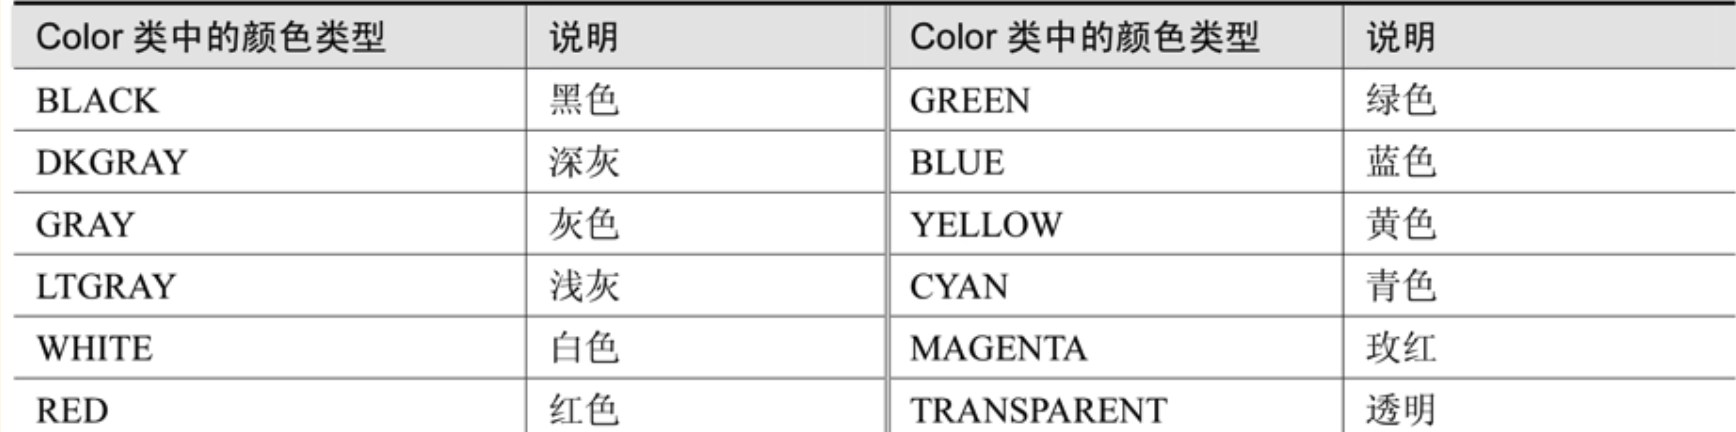 Color 类中的颜色类型 说明 Color 类中的颜色类型 说明
BLACK 黑色 GREEN 绿色
DKGRAY 深灰 BLUE 蓝色
GRAY 灰色 YELLOW 黄色
LTGRAY 浅灰 CYAN 青色
WHITE 白色 MAGENTA 玫红
RED 红色 TRANSPARENT 透明